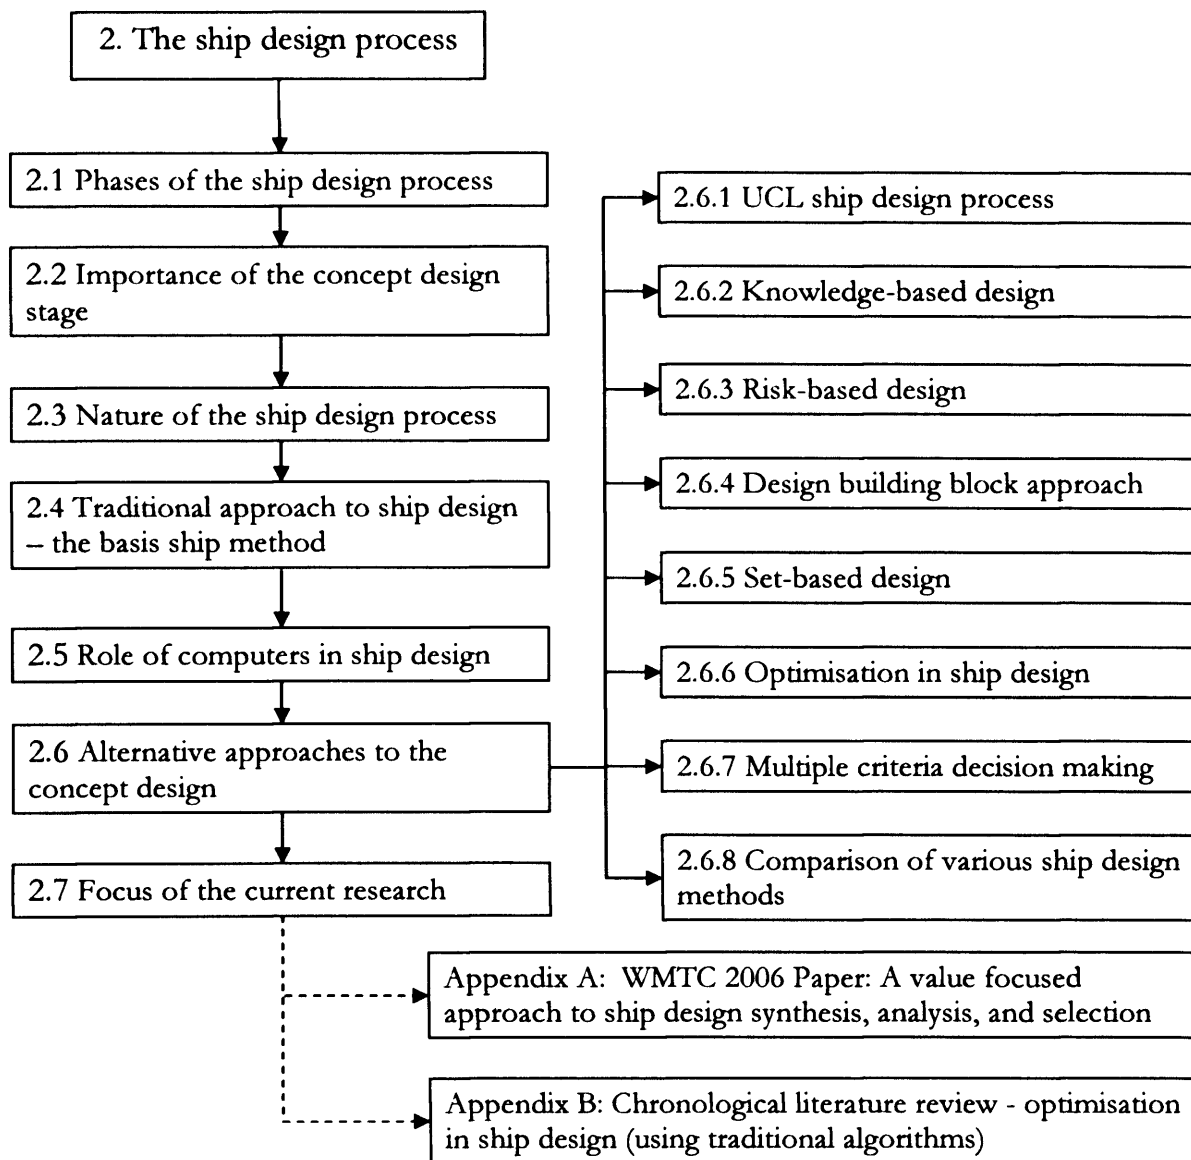 2. The ship design process
2.1 Phases of the ship design process
2.2 Importance of the concept design
stage
2.3 Nature of the ship design process
2.4 Traditional approach to ship design
– the basis ship method
2.5 Role of computers in ship design
2.6 Alternative approaches to the
concept design
2.7 Focus of the current research
2.6.1 UCL ship design process
2.6.2 Knowledge-based design
2.6.3 Risk-based design
2.6.4 Design building block approach
2.6.5 Set-based design
2.6.6 Optimisation in ship design
2.6.7 Multiple criteria decision making
2.6.8 Comparison of various ship design
methods
Appendix A: WMTC 2006 Paper: A value focused
approach to ship design synthesis, analysis, and selection
Appendix B: Chronological literature review - optimisation
in ship design (using traditional algorithms)